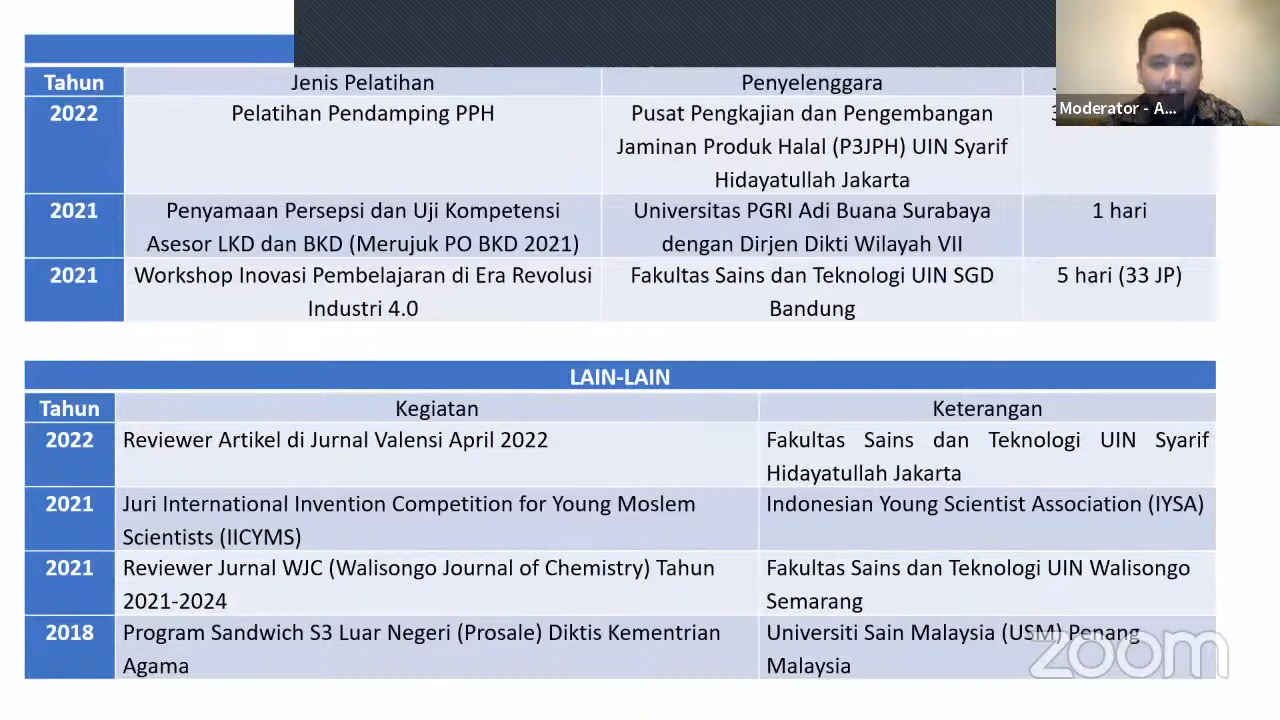 Tahun Jenis Pelatihan Penyelenggara
2022 Pelatihan Pendamping PPH Pusat Pengkajian dan Pengembangan
Jaminan Produk Halal (P3JPH) UIN Syarif
Hidayatullah Jakarta
2021 Penyamaan Persepsi dan Uji Kompetensi Universitas PGRI Adi Buana Surabaya 1 hari
Asesor LKD dan BKD (Merujuk PO BKD 2021) dengan Dirjen Dikti Wilayah VII
2021 Workshop Inovasi Pembelajaran di Era Revolusi Fakultas Sains dan Teknologi UIN SGD 5 hari (33 JP)
Industri 4.0 Bandung
Moderator - A...
LAIN-LAIN
Tahun Kegiatan Keterangan
2022 Reviewer Artikel di Jurnal Valensi April 2022 Fakultas Sains dan Teknologi UIN Syarif
Hidayatullah Jakarta
2021 Juri International Invention Competition for Young Moslem Indonesian Young Scientist Association (IYSA)
Scientists (IICYMS)
2021 Reviewer Jurnal WJC (Walisongo Journal of Chemistry) Tahun Fakultas Sains dan Teknologi UIN Walisongo
2021-2024 Semarang
2018 Program Sandwich S3 Luar Negeri (Prosale) Diktis Kementrian Universiti Sain Malaysia (USM) Penang
Agama Malaysia
zoom